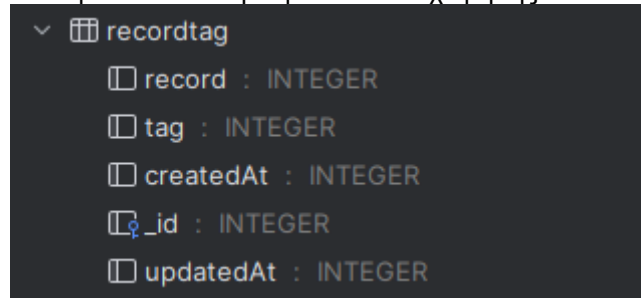 recordtag
record : INTEGER
tag : INTEGER
createdAt : INTEGER
_id : INTEGER
updatedAt : INTEGER